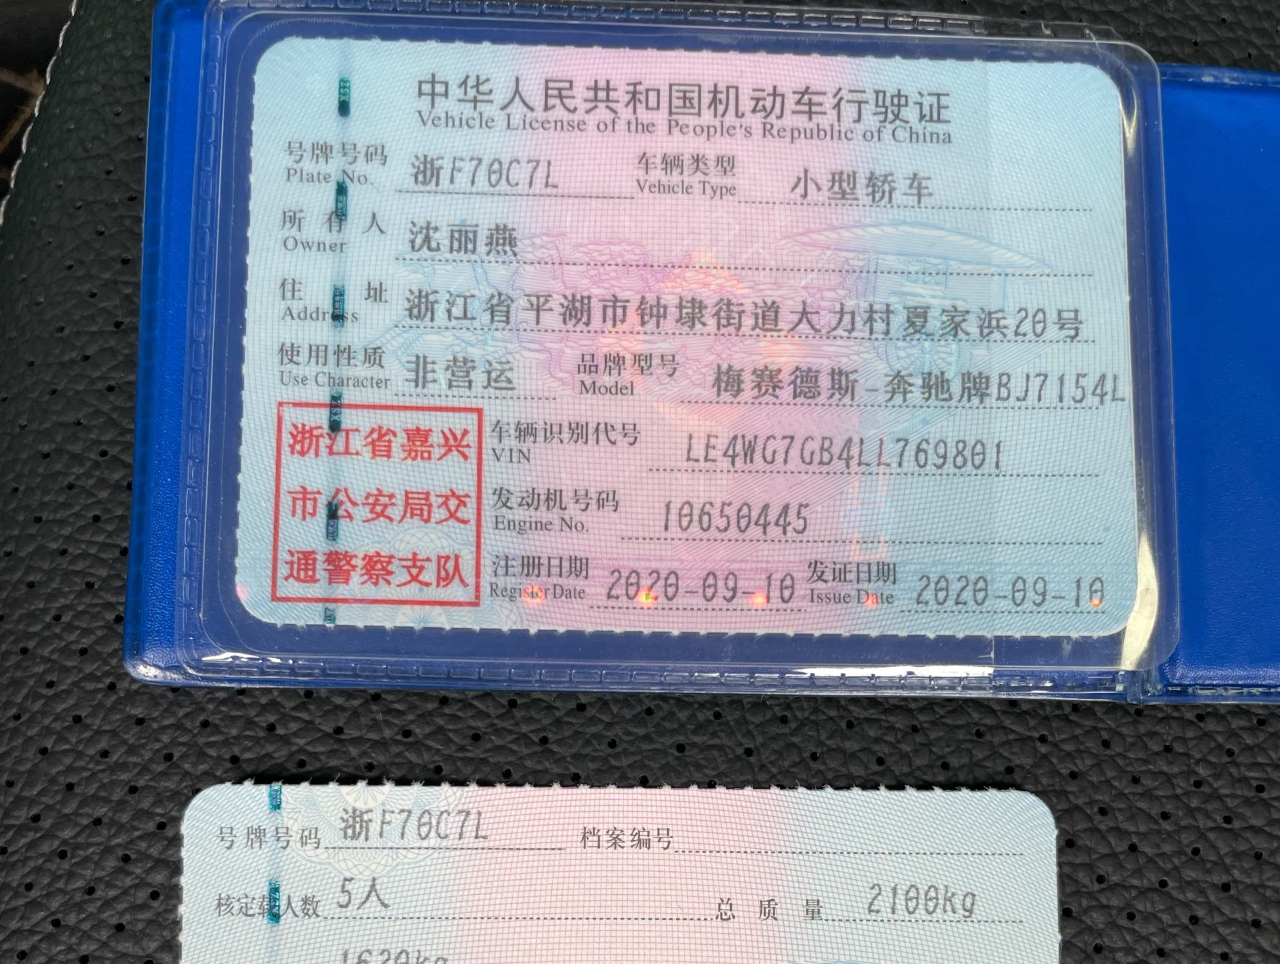 中华人民共和国机动车行驶证
Vehicle License of the People's Republic of China
号牌号码 浙F70C7L 车辆类型 小型轿车
Plate No. Vehicle Type
所有人 沈丽燕
Owner
住址 浙江省平湖市钟埭街道大力村夏家浜20号
Address
使用性质 非营运 品牌型号 梅赛德斯-奔驰牌BJ7154L
Use Character Model
浙江省嘉兴
市公安局交
通警察支队
车辆识别代号 LE4WG7GB4LL769801
VIN
发动机号码 10650445
Engine No.
注册日期 2020-09-10 发证日期 2020-09-10
Register Date Issue Date
号牌号码 浙F70C7L 档案编号
核定载人数 5人 总质量 2100kg
1630kg